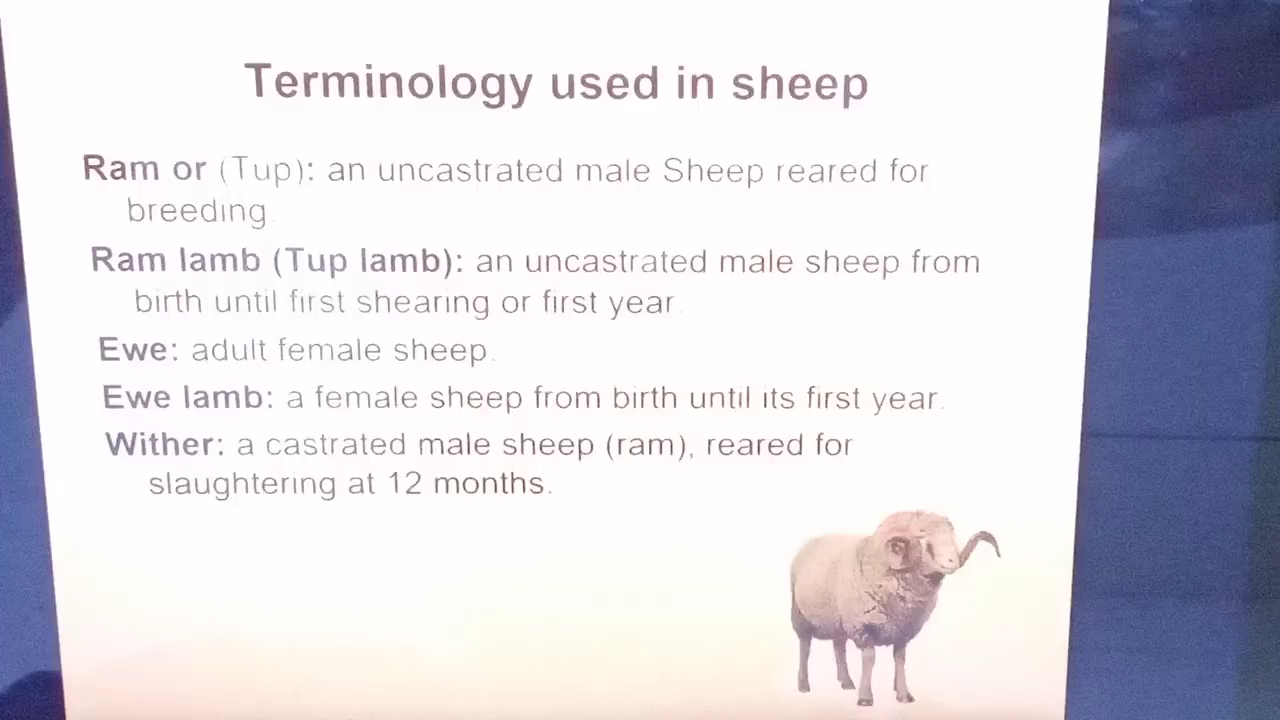 Terminology used in sheep
Ram or (Tup): an uncastrated male Sheep reared for
breeding.
Ram lamb (Tup lamb): an uncastrated male sheep from
birth until first shearing or first year.
Ewe: adult female sheep.
Ewe lamb: a female sheep from birth until its first year.
Wither: a castrated male sheep (ram), reared for
slaughtering at 12 months.